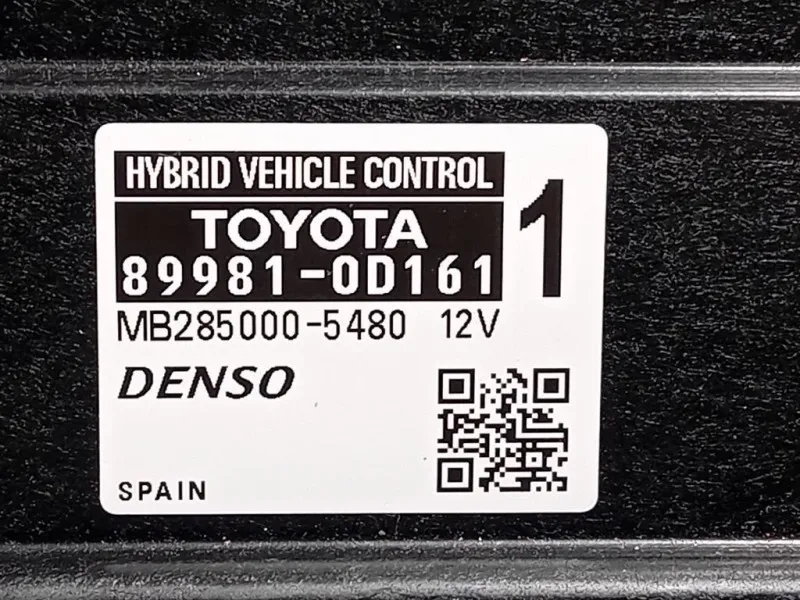 HYBRID VEHICLE CONTROL
TOYOTA
89981-0D161
1
MB285000-5480 12V
DENSO
SPAIN